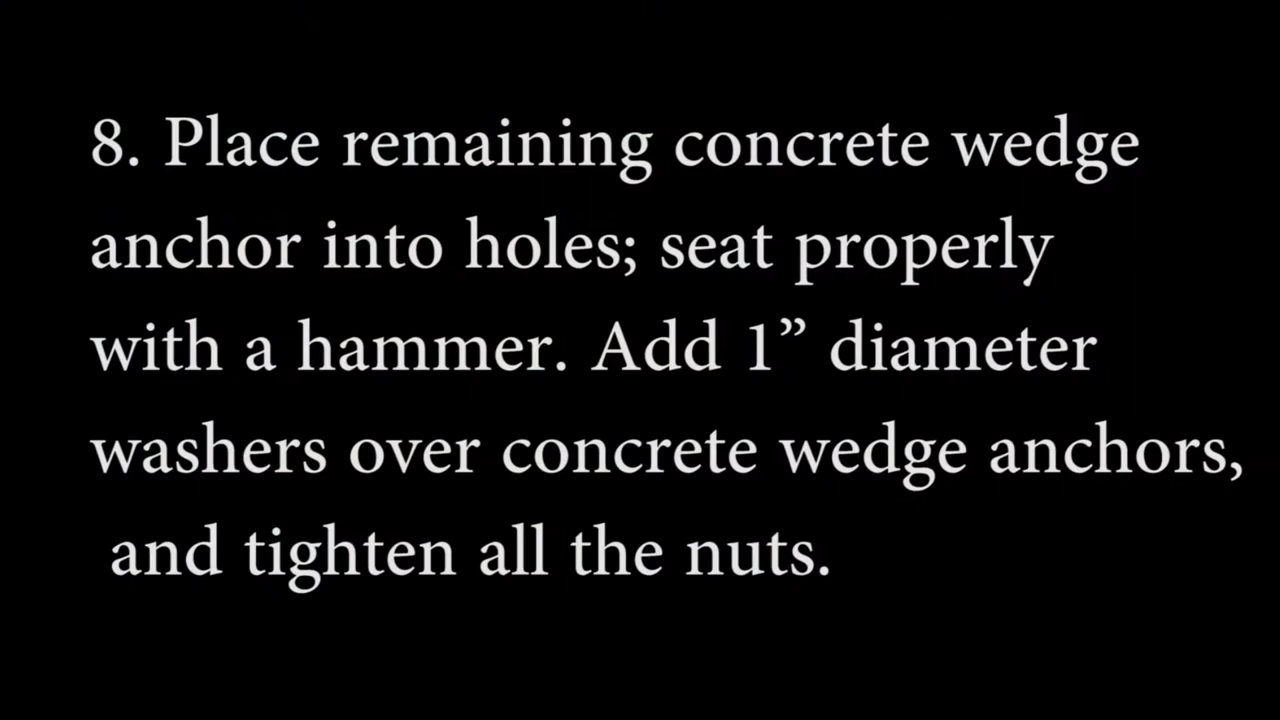 8. Place remaining concrete wedge
anchor into holes; seat properly
with a hammer. Add 1” diameter
washers over concrete wedge anchors,
and tighten all the nuts.